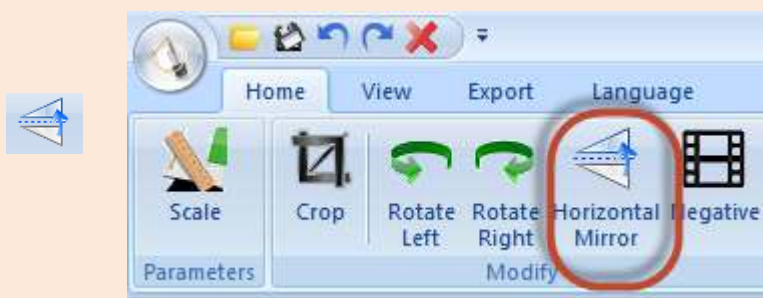 Home View Export Language
Scale Crop Rotate Left Rotate Right Horizontal Mirror Negative
Parameters Modify